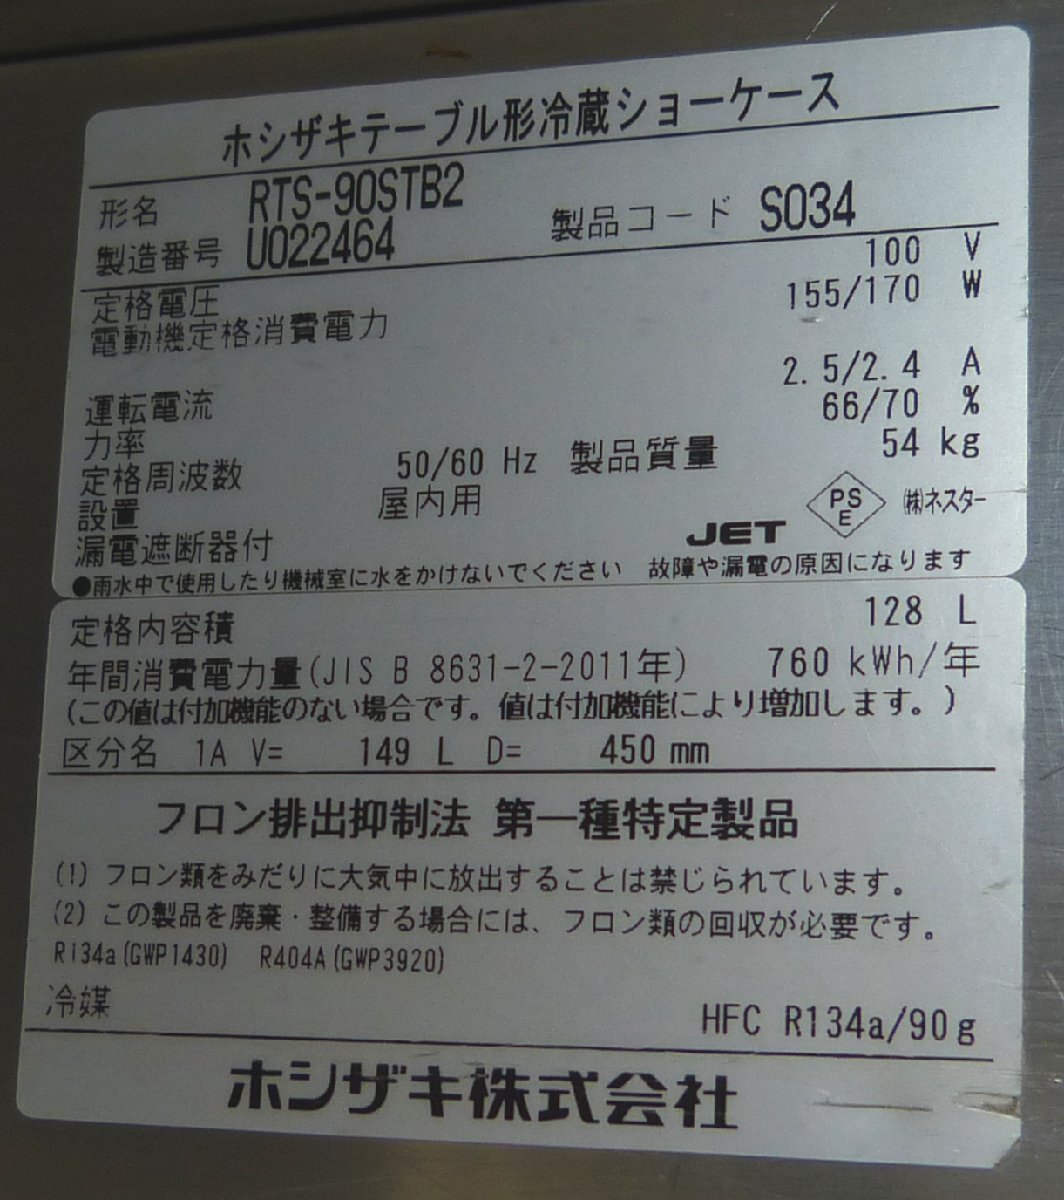 ホシザキテーブル形冷蔵ショーケース
形名 RTS-90STB2
製造番号 U022464 製品コード S034
定格電圧 100 V
電動機定格消費電力 155/170 W
運転電流 2.5/2.4 A
力率 66/70 %
定格周波数 50/60 Hz 製品質量 54 kg
設置 屋内用
漏電遮断器付 JET PSE ㈱ネスター
●雨水中で使用したり機械室に水をかけないでください 故障や漏電の原因になります
定格内容積 128 L
年間消費電力量(JIS B 8631-2-2011年) 760 kWh/年
(この値は付加機能のない場合です。値は付加機能により増加します。)
区分名 1A V= 149 L D= 450 mm
フロン排出抑制法 第一種特定製品
(1) フロン類をみだりに大気中に放出することは禁じられています。
(2) この製品を廃棄・整備する場合には、フロン類の回収が必要です。
R134a(GWP1430) R404A(GWP3920)
冷媒 HFC R134a/90g
ホシザキ株式会社